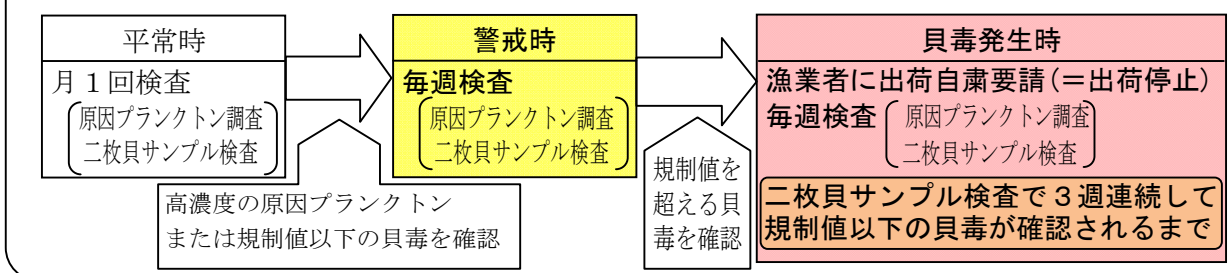 平常時
月１回検査
原因プランクトン調査
二枚貝サンプル検査
高濃度の原因プランクトン
または規制値以下の貝毒を確認
警戒時
毎週検査
原因プランクトン調査
二枚貝サンプル検査
規制値を
超える貝
毒を確認
貝毒発生時
漁業者に出荷自粛要請(＝出荷停止)
毎週検査 原因プランクトン調査
二枚貝サンプル検査
二枚貝サンプル検査で３週連続して
規制値以下の貝毒が確認されるまで